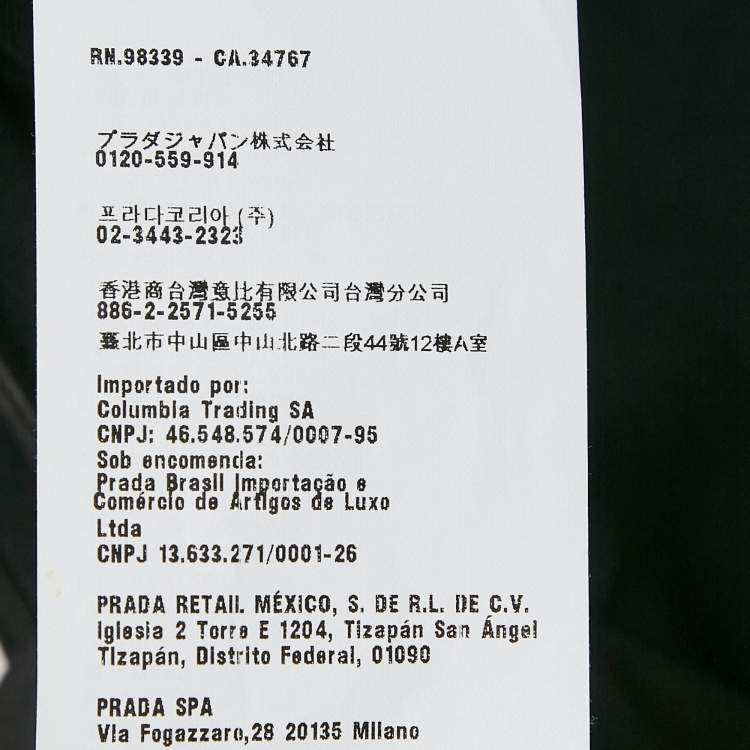 RN.98339 - CA.34767
プラダジャパン株式会社
0120-559-914
프라다코리아 (주)
02-3443-2323
香港商台灣意比有限公司台灣分公司
886-2-2571-5255
臺北市中山區中山北路二段44號12樓A室
Importado por:
Columbia Trading SA
CNPJ: 46.548.574/0007-95
Sob encomenda:
Prada Brasil Importação e
Comércio de Artigos de Luxo
Ltda
CNPJ 13.633.271/0001-26
PRADA RETAIL MÉXICO, S. DE R.L. DE C.V.
Iglesia 2 Torre E 1204, Tizapán San Ángel
Tizapán, Distrito Federal, 01090
PRADA SPA
Via Fogazzaro,28 20135 Milano